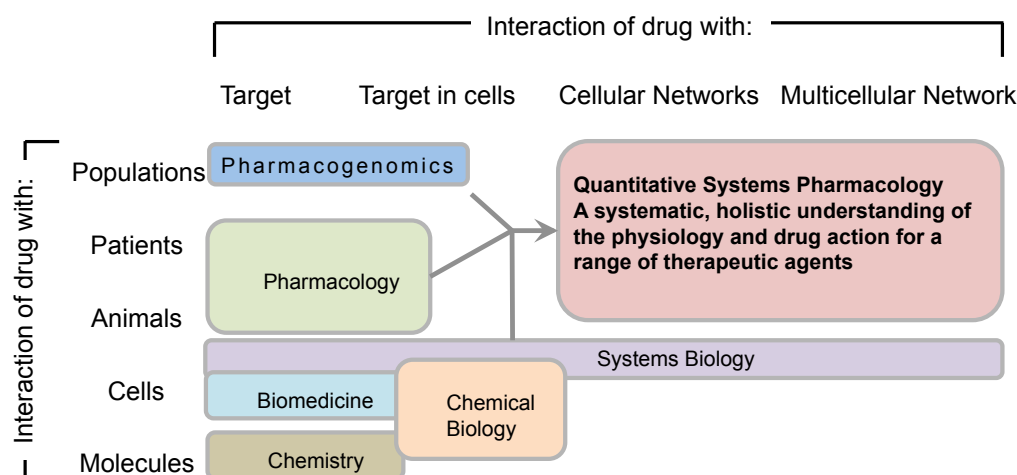 Interaction of drug with:
Target
Target in cells
Cellular Networks
Multicellular Network
Interaction of drug with:
Populations
Patients
Animals
Cells
Molecules
Pharmacogenomics
Quantitative Systems Pharmacology
A systematic, holistic understanding of
the physiology and drug action for a
range of therapeutic agents
Pharmacology
Systems Biology
Biomedicine
Chemical
Biology
Chemistry